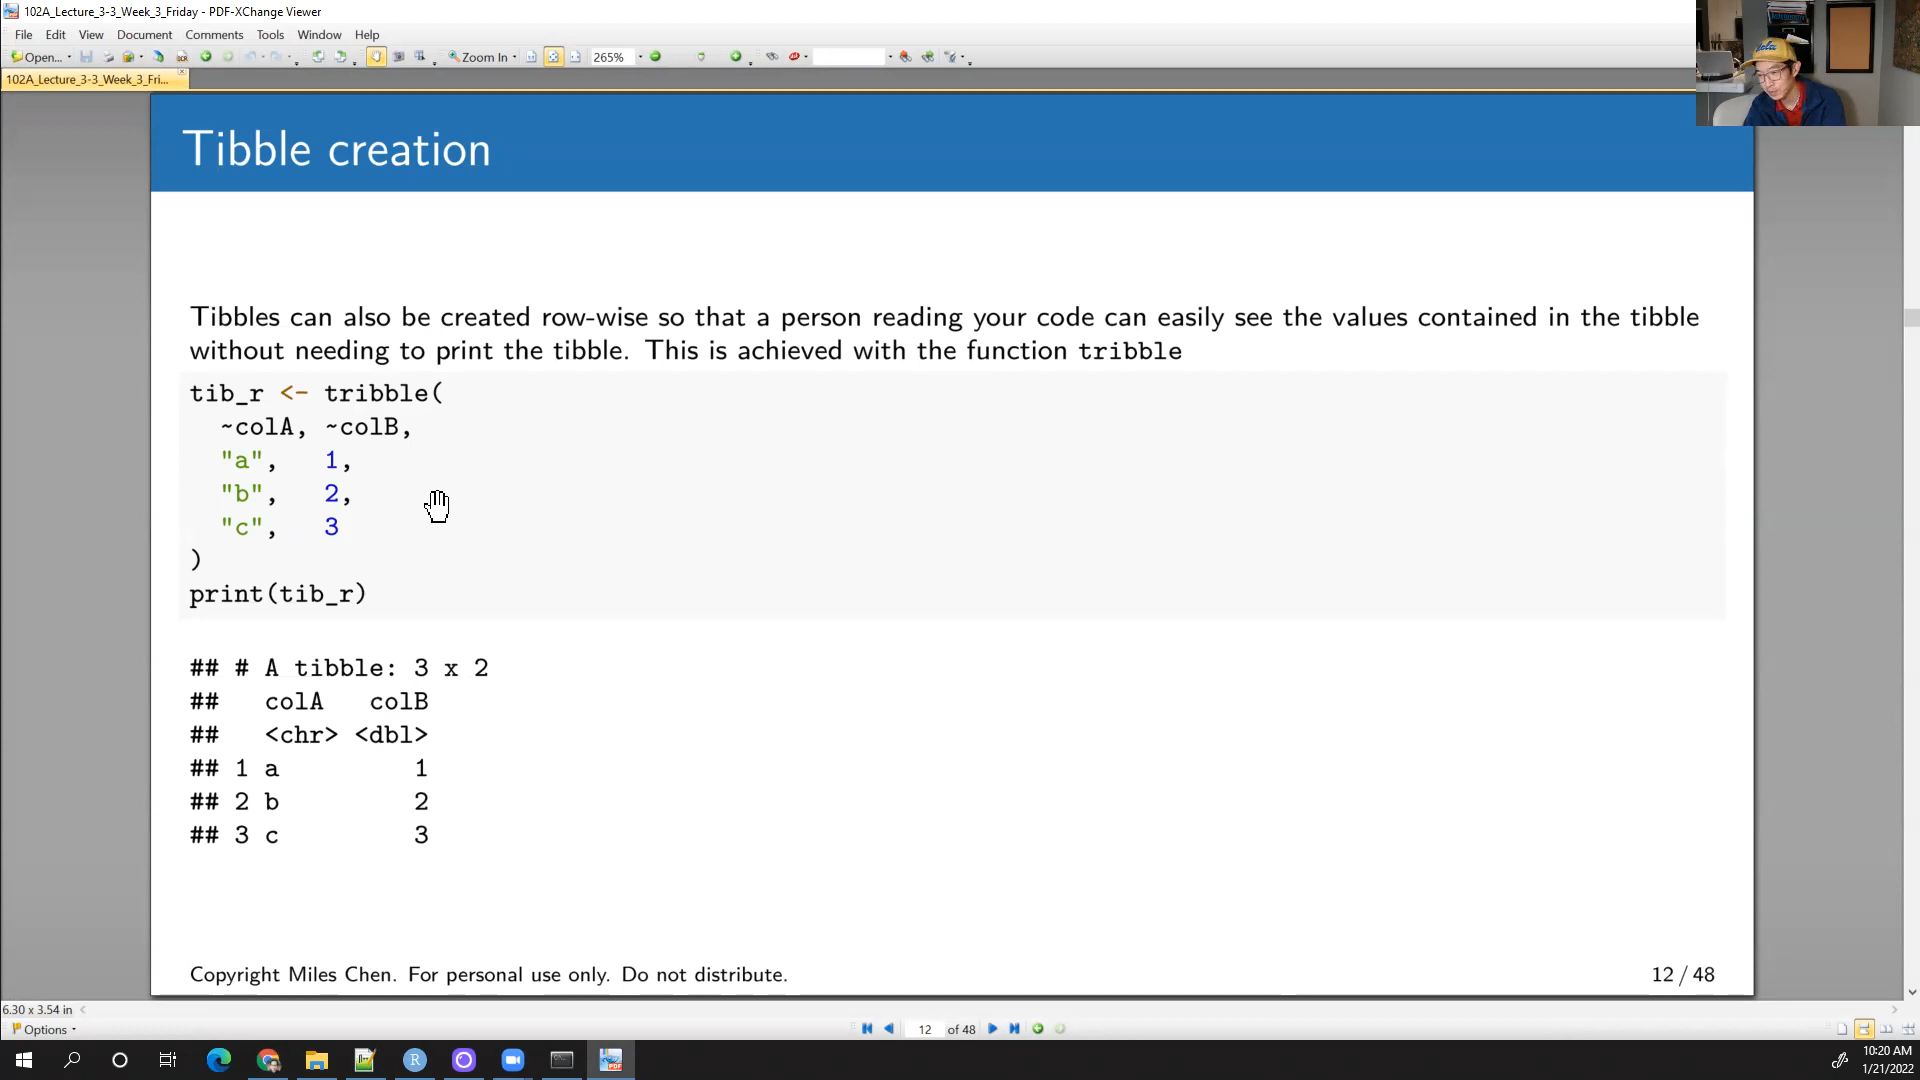 102A_Lecture_3-3_Week_3_Friday - PDF-XChange Viewer
File Edit View Document Comments Tools Window Help
Open... Zoom In 265%
102A_Lecture_3-3_Week_3_Fri...
Tibble creation
Tibbles can also be created row-wise so that a person reading your code can easily see the values contained in the tibble
without needing to print the tibble. This is achieved with the function tribble
tib_r <- tribble(
~colA, ~colB,
"a", 1,
"b", 2,
"c", 3
)
print(tib_r)
## # A tibble: 3 x 2
## colA colB
## <chr> <dbl>
## 1 a 1
## 2 b 2
## 3 c 3
Copyright Miles Chen. For personal use only. Do not distribute. 12 / 48
6.30 x 3.54 in
Options 12 of 48
10:20 AM
1/21/2022